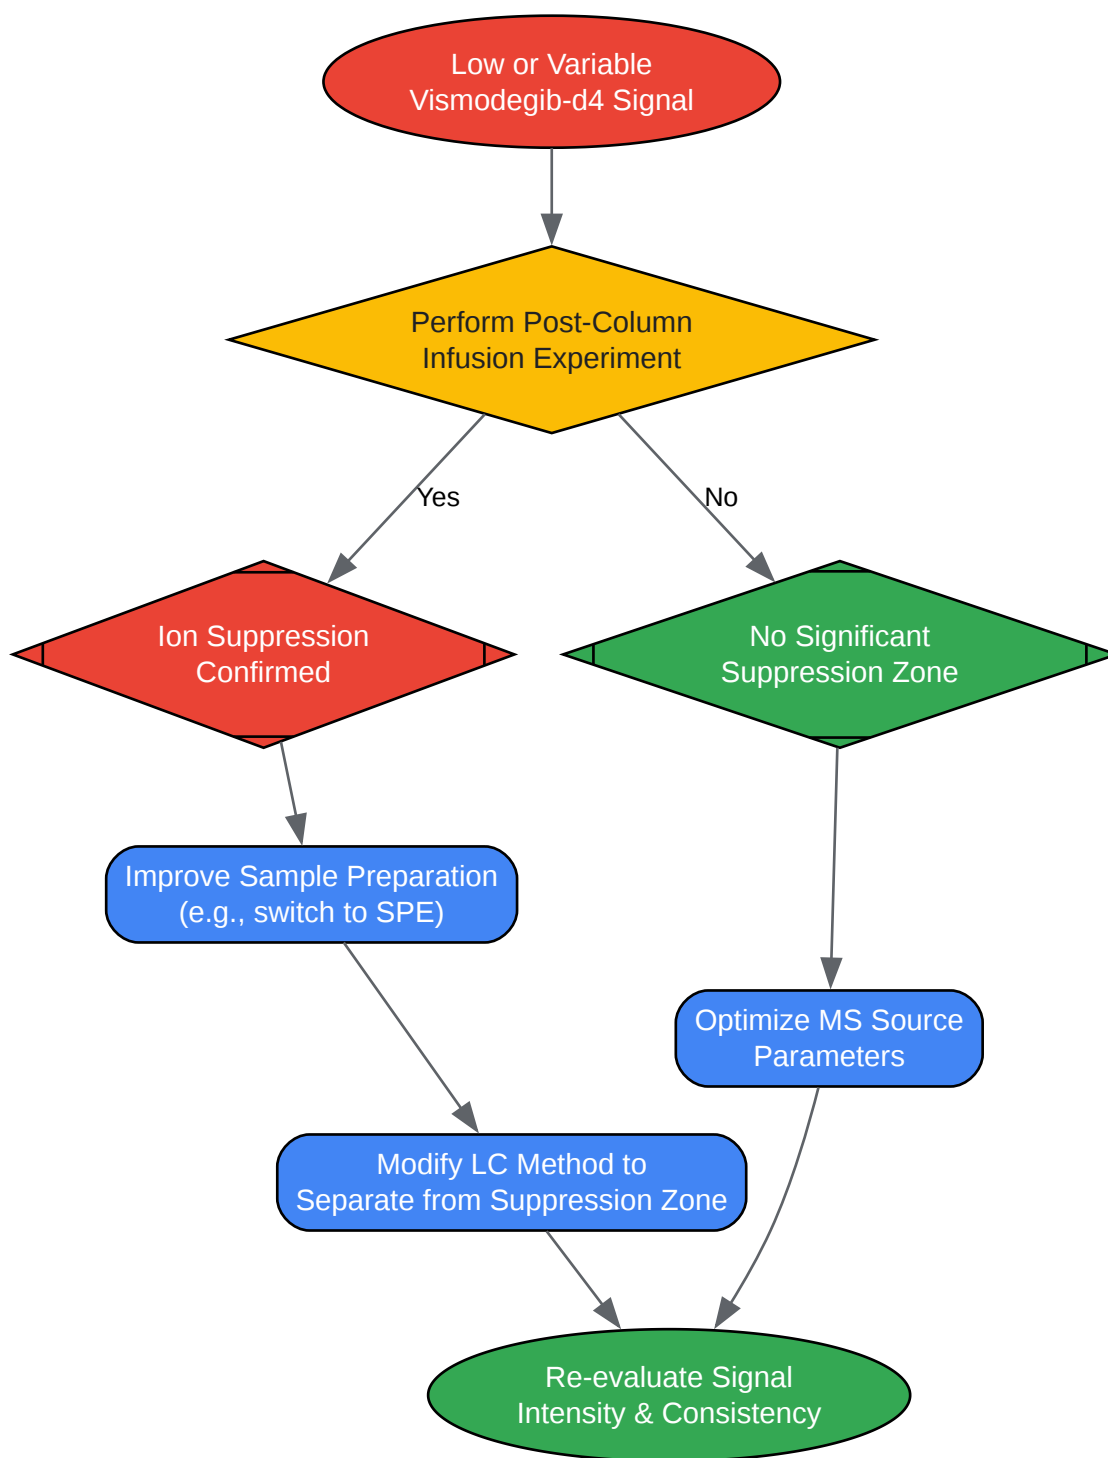 Low or Variable
Vismodegib-d4 Signal
Perform Post-Column
Infusion Experiment
Yes
No
Ion Suppression
Confirmed
No Significant
Suppression Zone
Improve Sample Preparation
(e.g., switch to SPE)
Optimize MS Source
Parameters
Modify LC Method to
Separate from Suppression Zone
Re-evaluate Signal
Intensity & Consistency